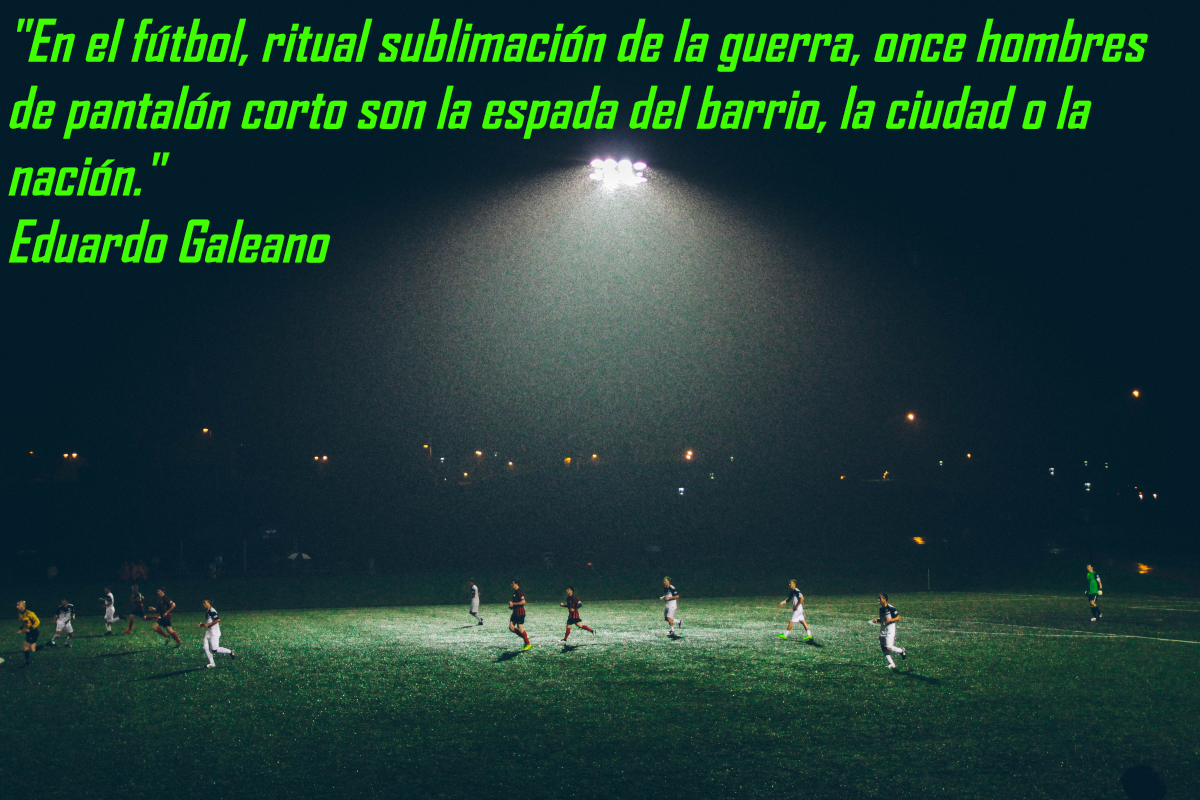 "En el fútbol, ritual sublimación de la guerra, once hombres
de pantalón corto son la espada del barrio, la ciudad o la
nación."
Eduardo Galeano